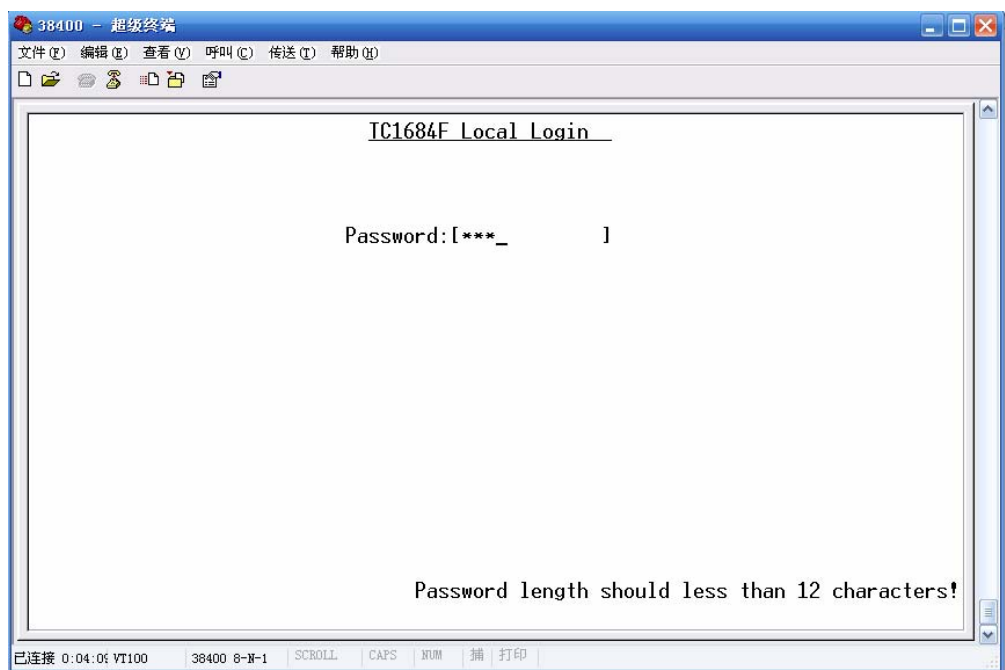 38400 - 超级终端
文件(F) 编辑(E) 查看(V) 呼叫(C) 传送(T) 帮助(H)
TC1684F Local Login
Password:[***_ ]
Password length should less than 12 characters!
已连接 0:04:09 VT100 38400 8-N-1 SCROLL CAPS NUM 捕 打印